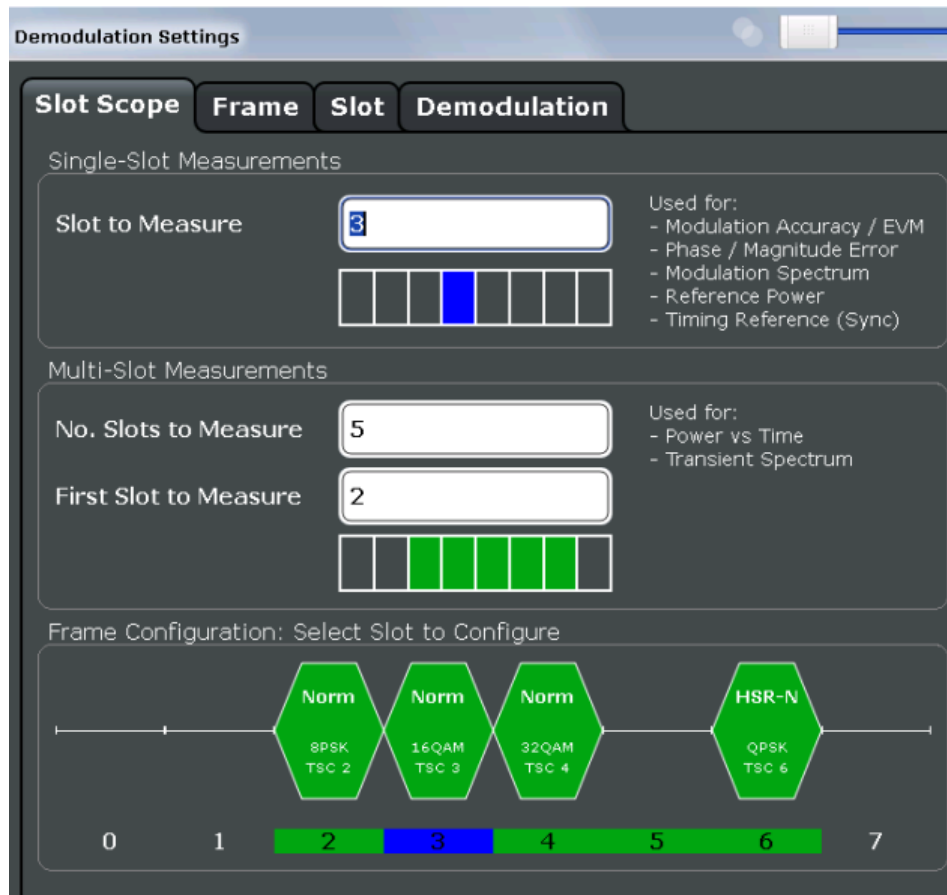 Demodulation Settings
Slot Scope Frame Slot Demodulation
Single-Slot Measurements
Slot to Measure 3
Used for:
- Modulation Accuracy / EVM
- Phase / Magnitude Error
- Modulation Spectrum
- Reference Power
- Timing Reference (Sync)
Multi-Slot Measurements
No. Slots to Measure 5
First Slot to Measure 2
Used for:
- Power vs Time
- Transient Spectrum
Frame Configuration: Select Slot to Configure
Norm Norm Norm HSR-N
8PSK 16QAM 32QAM QPSK
TSC 2 TSC 3 TSC 4 TSC 6
0 1 2 3 4 5 6 7